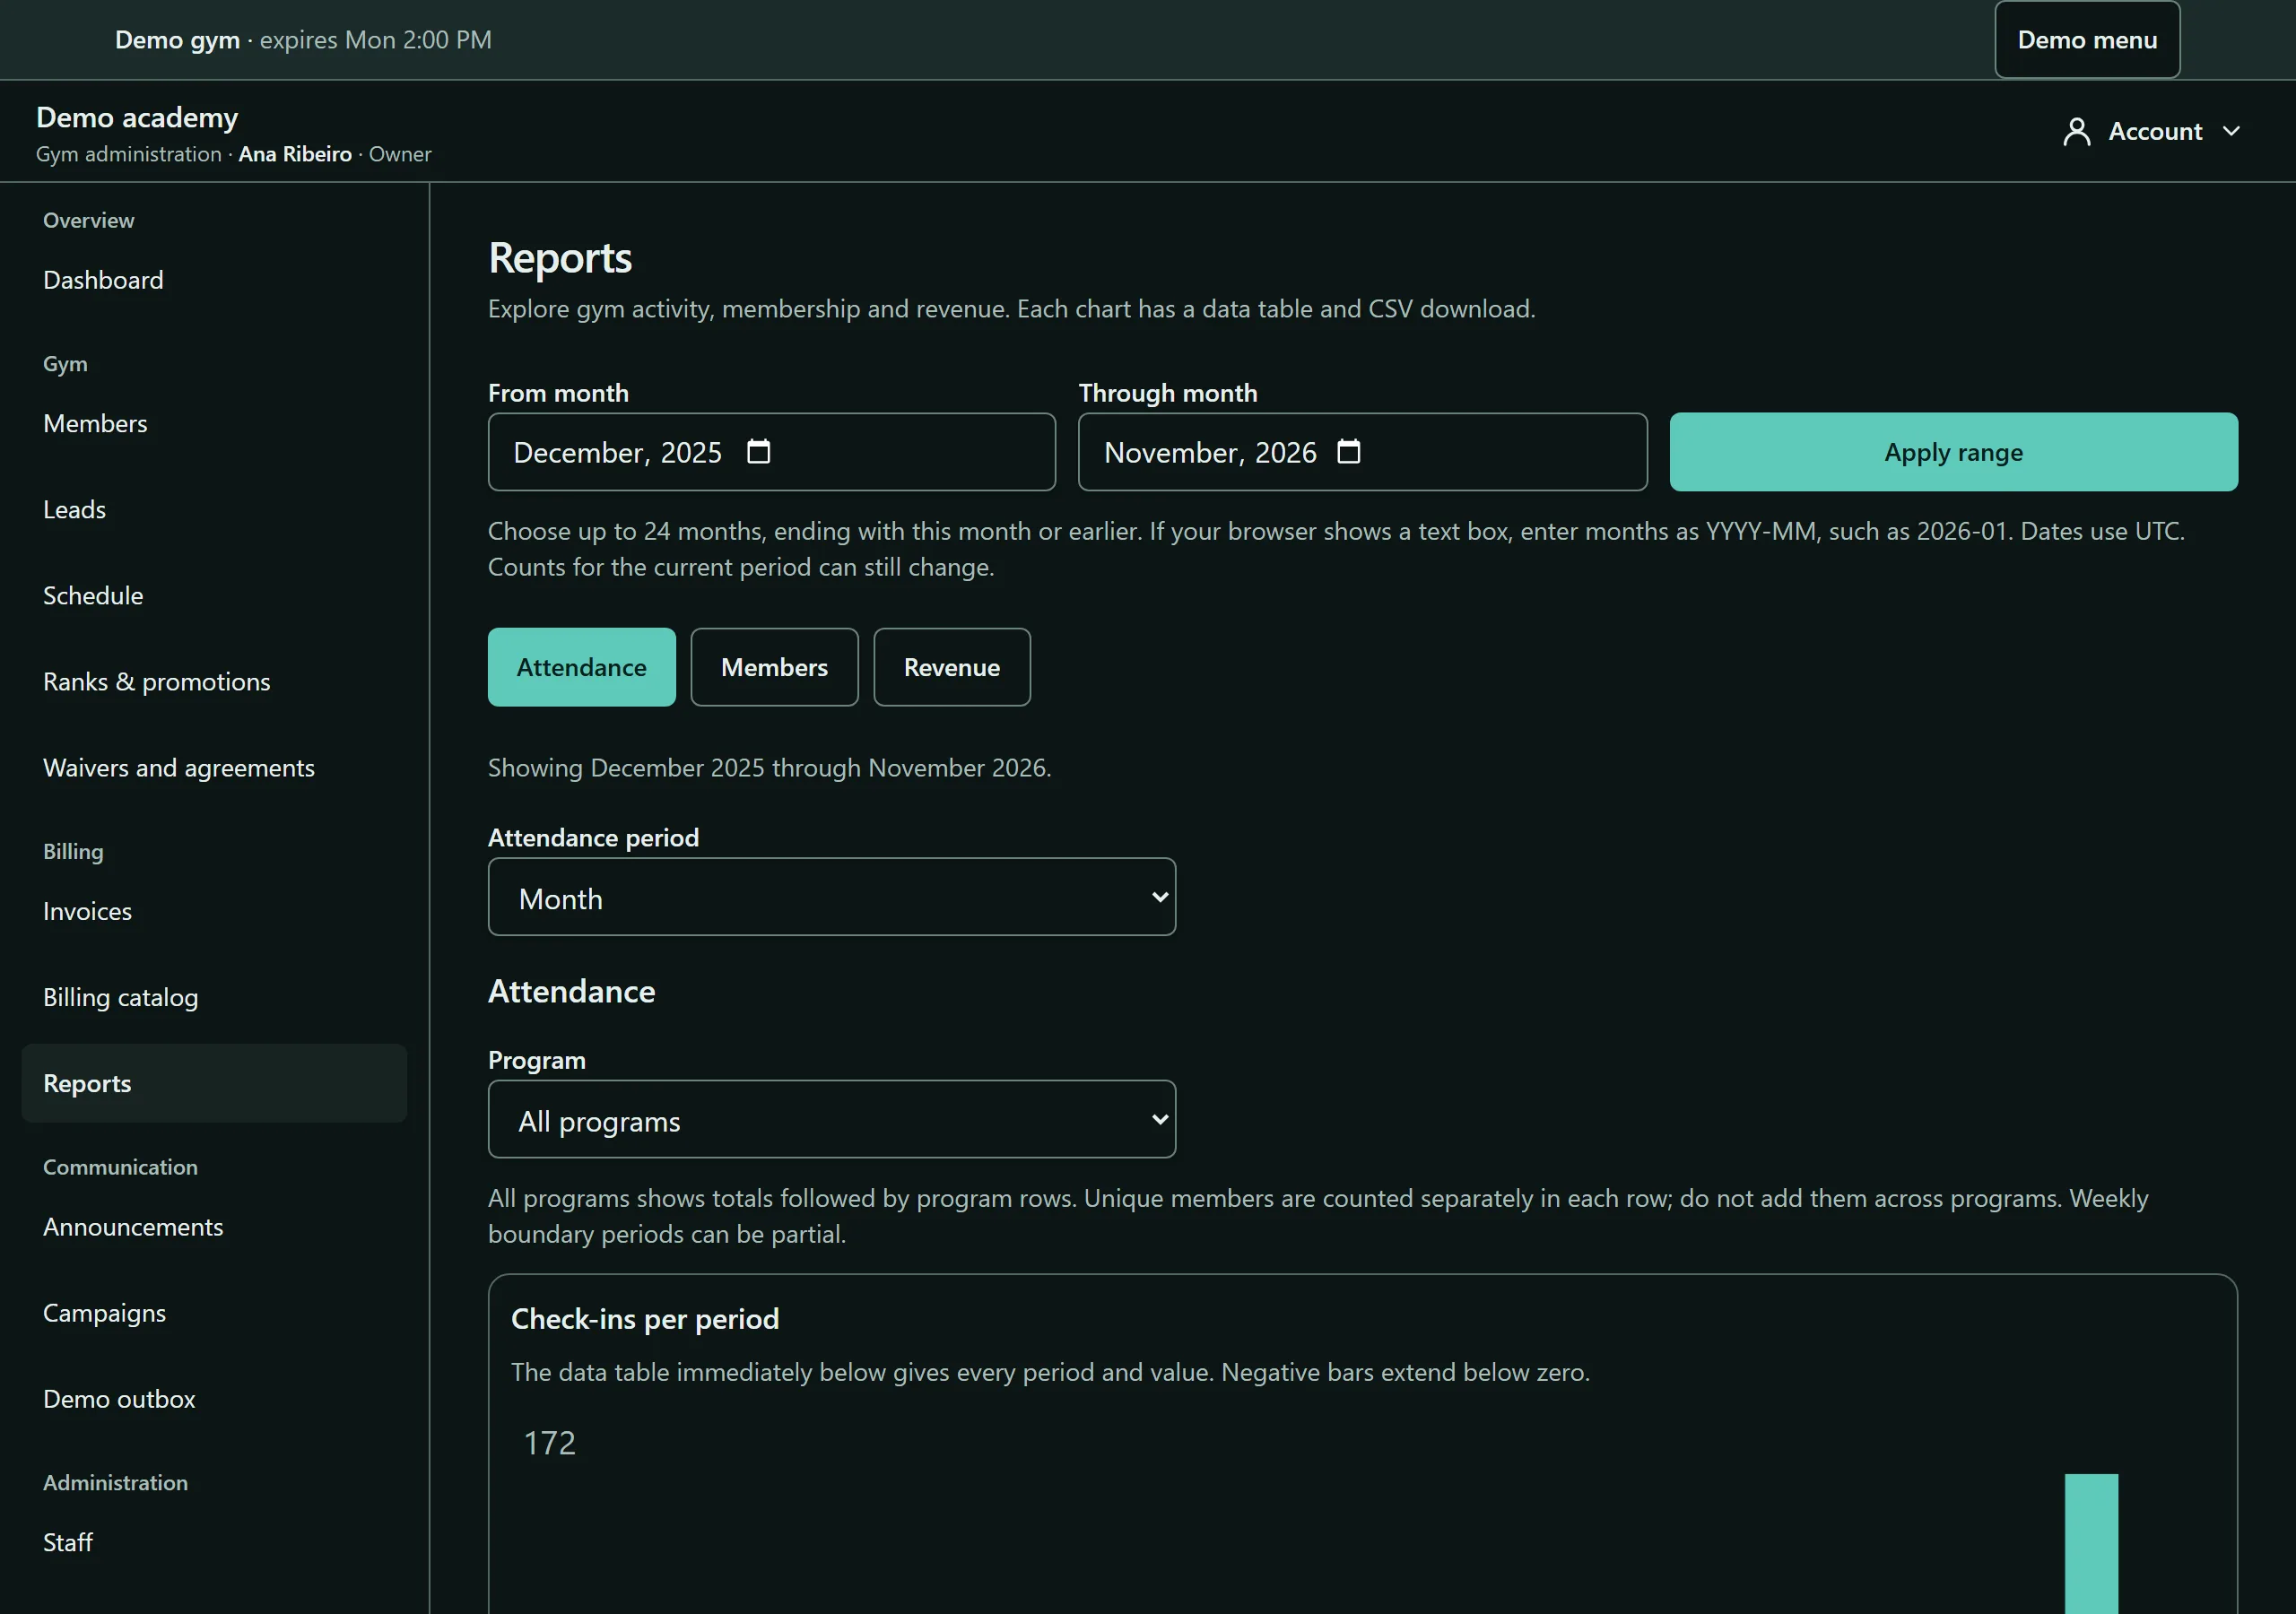 Demo gym · expires Mon 2:00 PM
Demo menu
Demo academy
Gym administration · Ana Ribeiro · Owner
Account
Overview
Dashboard
Gym
Members
Leads
Schedule
Ranks & promotions
Waivers and agreements
Billing
Invoices
Billing catalog
Reports
Communication
Announcements
Campaigns
Demo outbox
Administration
Staff
Reports
Explore gym activity, membership and revenue. Each chart has a data table and CSV download.
From month
December, 2025
Through month
November, 2026
Apply range
Choose up to 24 months, ending with this month or earlier. If your browser shows a text box, enter months as YYYY-MM, such as 2026-01. Dates use UTC.
Counts for the current period can still change.
Attendance
Members
Revenue
Showing December 2025 through November 2026.
Attendance period
Month
Attendance
Program
All programs
All programs shows totals followed by program rows. Unique members are counted separately in each row; do not add them across programs. Weekly
boundary periods can be partial.
Check-ins per period
The data table immediately below gives every period and value. Negative bars extend below zero.
172